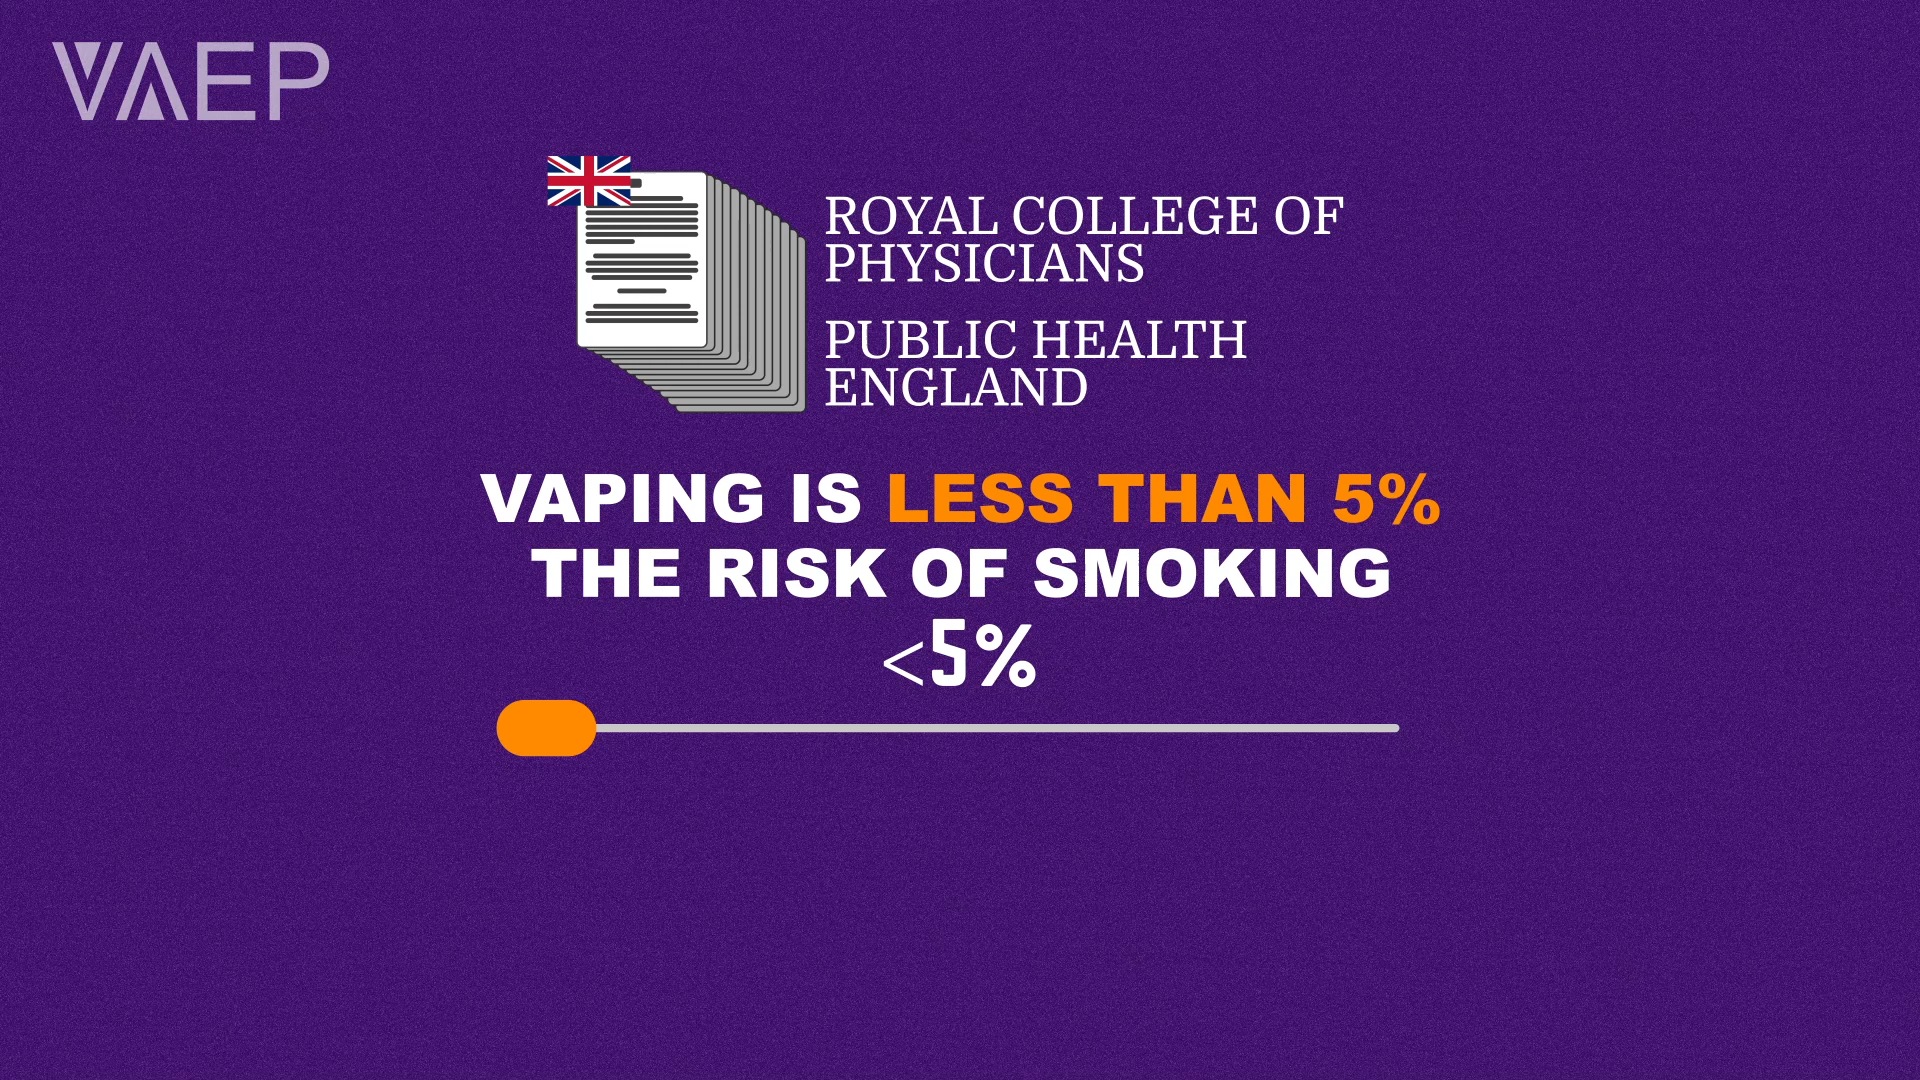 VAEP
ROYAL COLLEGE OF
PHYSICIANS
PUBLIC HEALTH
ENGLAND
VAPING IS LESS THAN 5%
THE RISK OF SMOKING
<5%